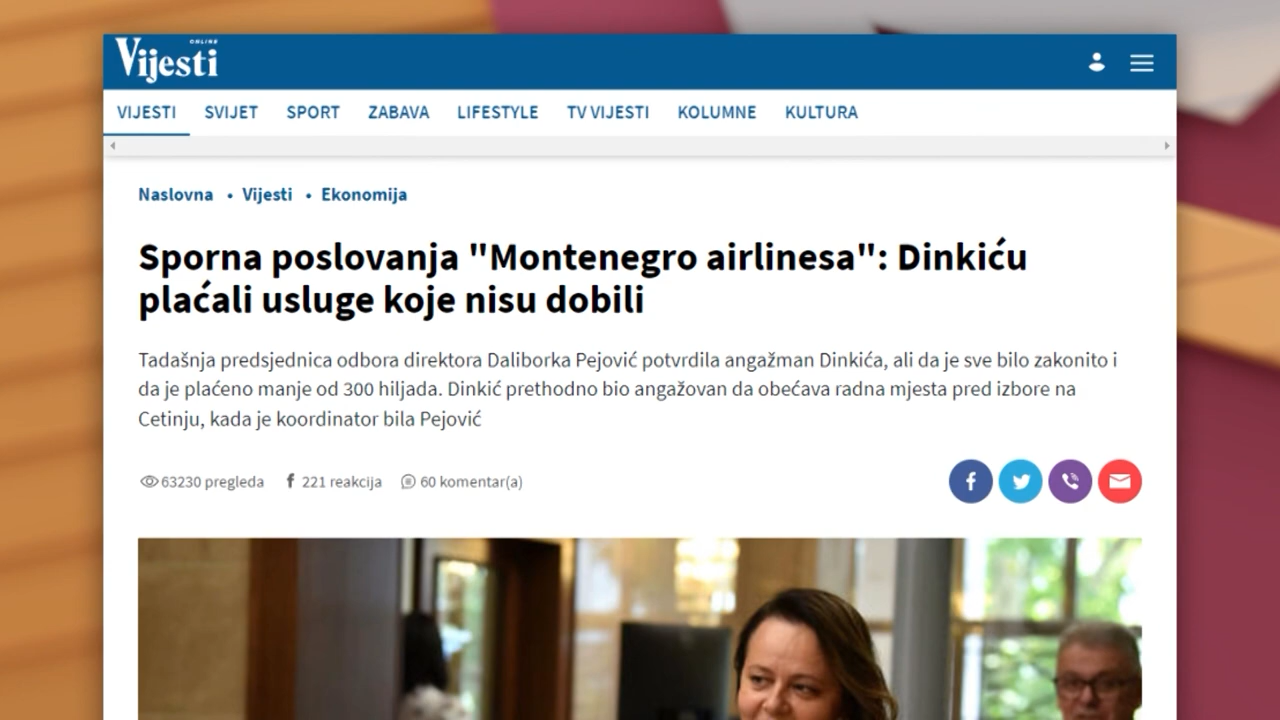 Vijesti ONLINE
VIJESTI SVIJET SPORT ZABAVA LIFESTYLE TV VIJESTI KOLUMNE KULTURA
Naslovna • Vijesti • Ekonomija
Sporna poslovanja "Montenegro airlinesa": Dinkiću
plaćali usluge koje nisu dobili
Tadašnja predsjednica odbora direktora Daliborka Pejović potvrdila angažman Dinkića, ali da je sve bilo zakonito i
da je plaćeno manje od 300 hiljada. Dinkić prethodno bio angažovan da obećava radna mjesta pred izbore na
Cetinju, kada je koordinator bila Pejović
63230 pregleda 221 reakcija 60 komentar(a)